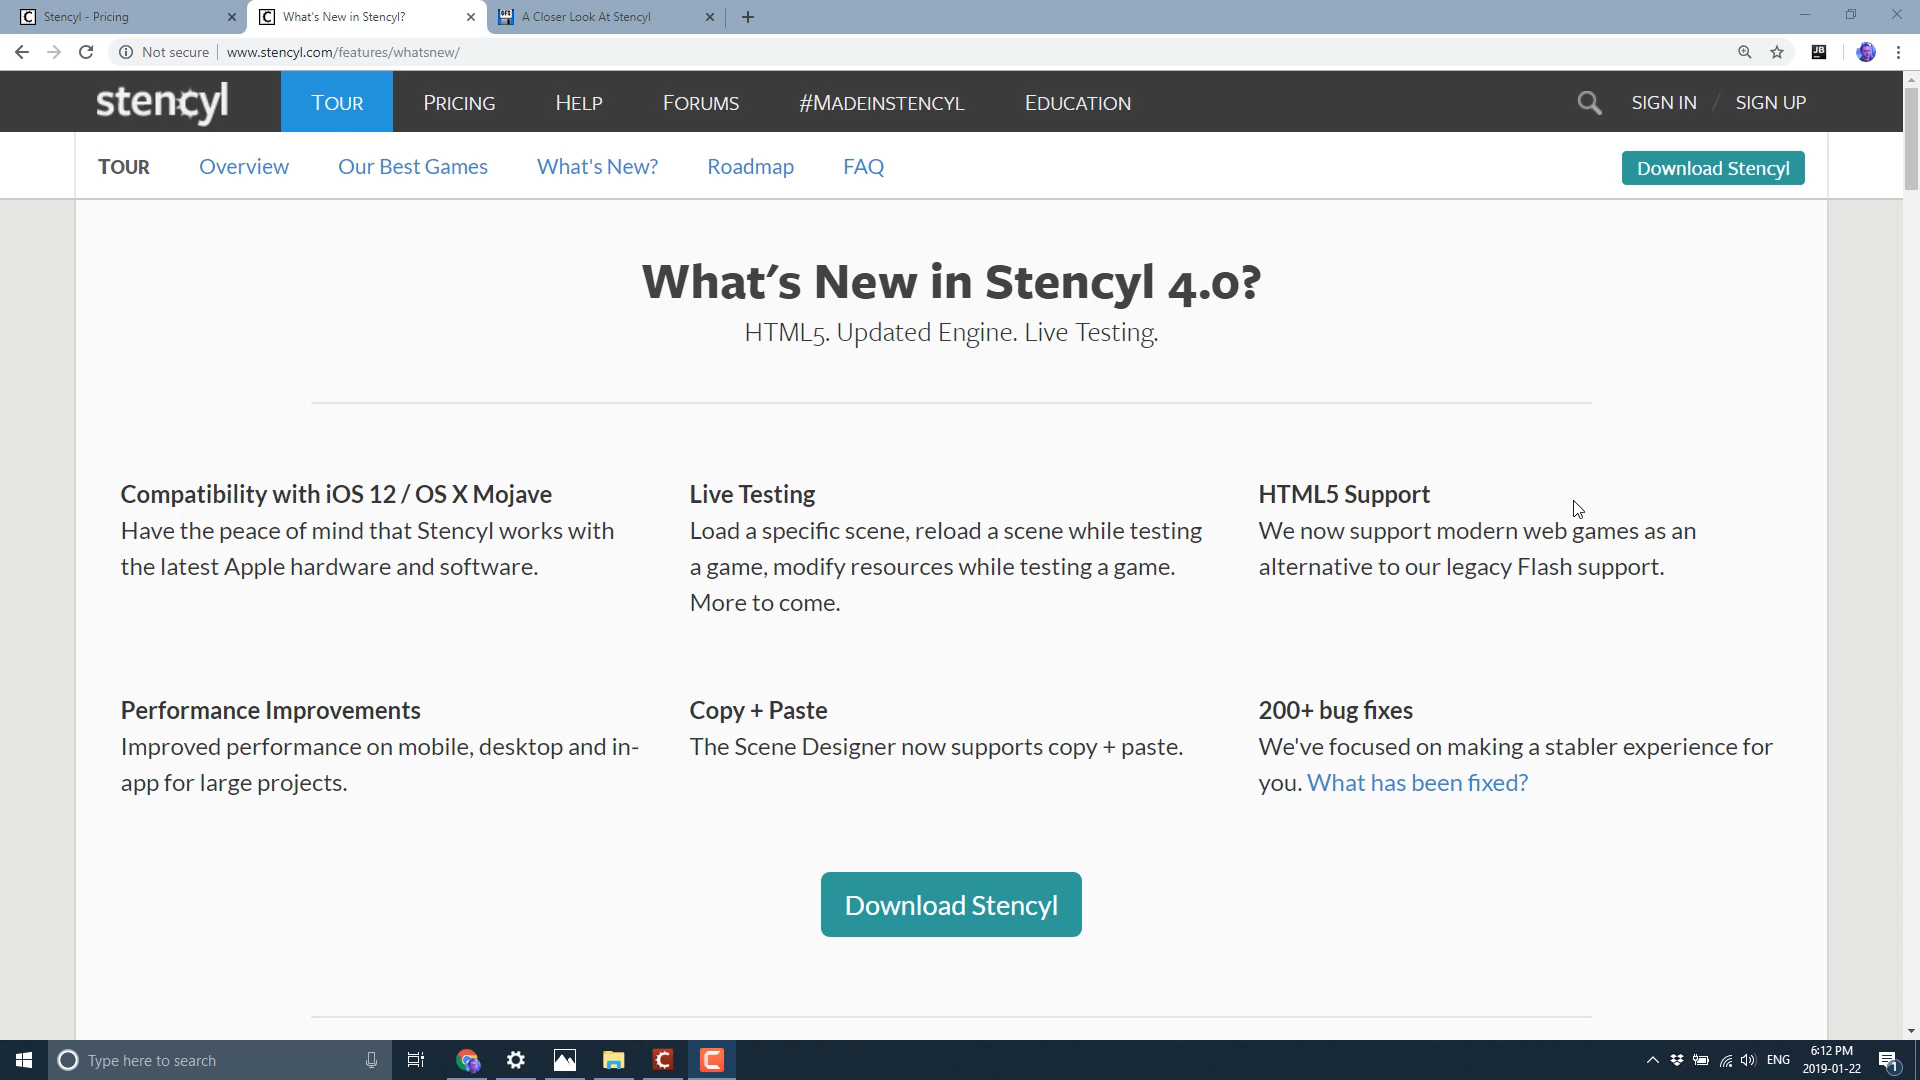 Stencyl - Pricing
What's New in Stencyl?
A Closer Look At Stencyl
Not secure
www.stencyl.com/features/whatsnew/
JB
stencyl
TOUR
PRICING
HELP
FORUMS
#MADEINSTENCYL
EDUCATION
SIGN IN / SIGN UP
TOUR
Overview
Our Best Games
What's New?
Roadmap
FAQ
Download Stencyl
What's New in Stencyl 4.0?
HTML5. Updated Engine. Live Testing.
Compatibility with iOS 12 / OS X Mojave
Have the peace of mind that Stencyl works with
the latest Apple hardware and software.
Live Testing
Load a specific scene, reload a scene while testing
a game, modify resources while testing a game.
More to come.
HTML5 Support
We now support modern web games as an
alternative to our legacy Flash support.
Performance Improvements
Improved performance on mobile, desktop and in-
app for large projects.
Copy + Paste
The Scene Designer now supports copy + paste.
200+ bug fixes
We've focused on making a stabler experience for
you. What has been fixed?
Download Stencyl
Type here to search
ENG
6:12 PM
2019-01-22
1